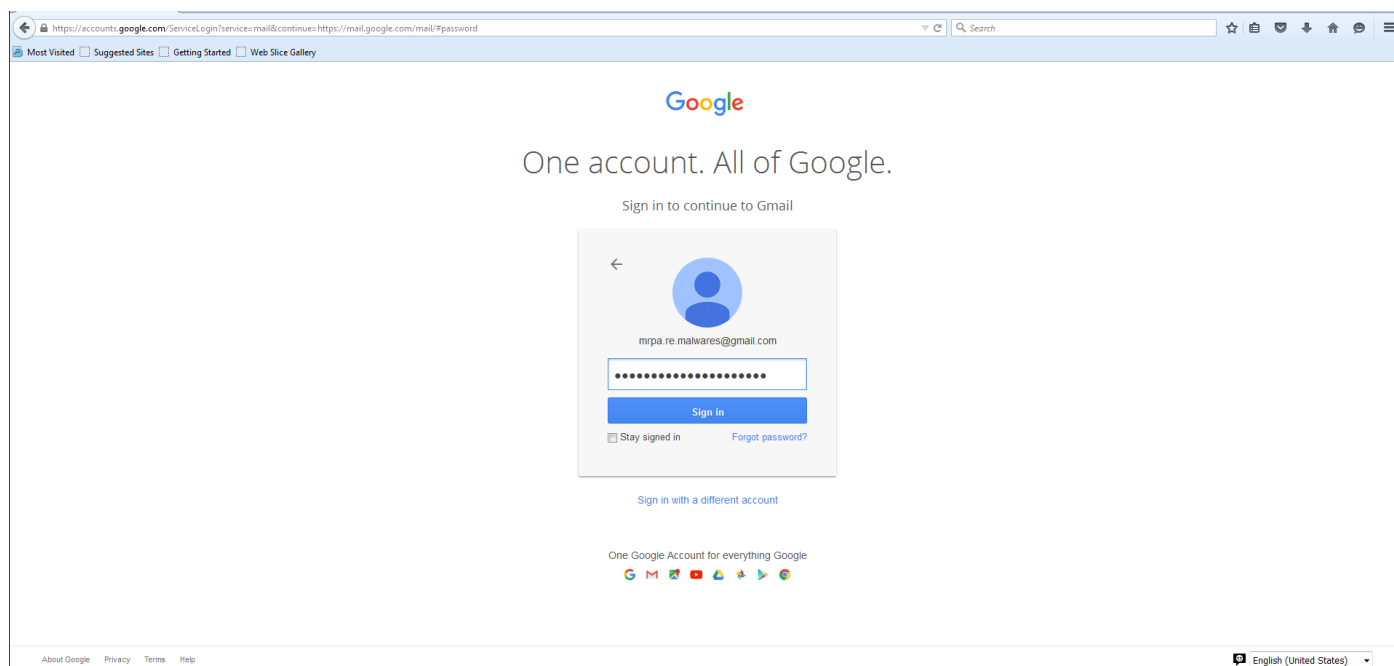 https://accounts.google.com/ServiceLogin?service=mail&continue=https://mail.google.com/mail/#password
Search
Most Visited Suggested Sites Getting Started Web Slice Gallery
Google
One account. All of Google.
Sign in to continue to Gmail
mrpa.re.malwares@gmail.com
Sign in
Stay signed in Forgot password?
Sign in with a different account
One Google Account for everything Google
About Google Privacy Terms Help English (United States)